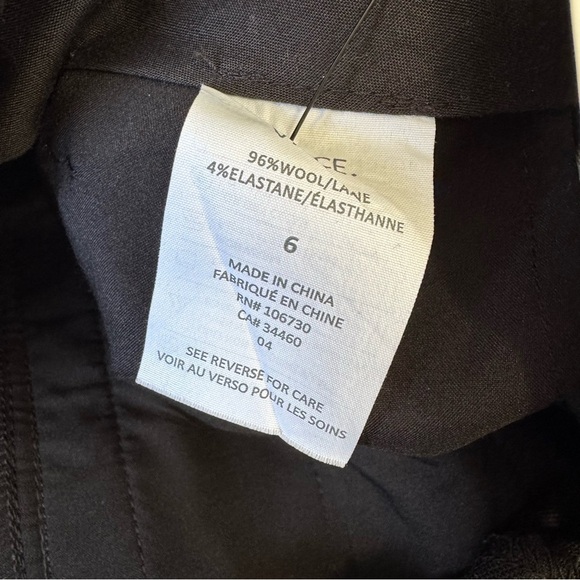 96%WOOL/LAINE
4%ELASTANE/ÉLASTHANNE
6
MADE IN CHINA
FABRIQUÉ EN CHINE
RN# 106730
CA# 34460
04
SEE REVERSE FOR CARE
VOIR AU VERSO POUR LES SOINS